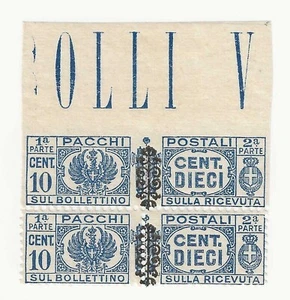 OLLI V
1ª PARTE PACCHI POSTALI 2ª PARTE
CENT. 10 CENT. DIECI
SUL BOLLETTINO SULLA RICEVUTA
1ª PARTE PACCHI POSTALI 2ª PARTE
CENT. 10 CENT. DIECI
SUL BOLLETTINO SULLA RICEVUTA